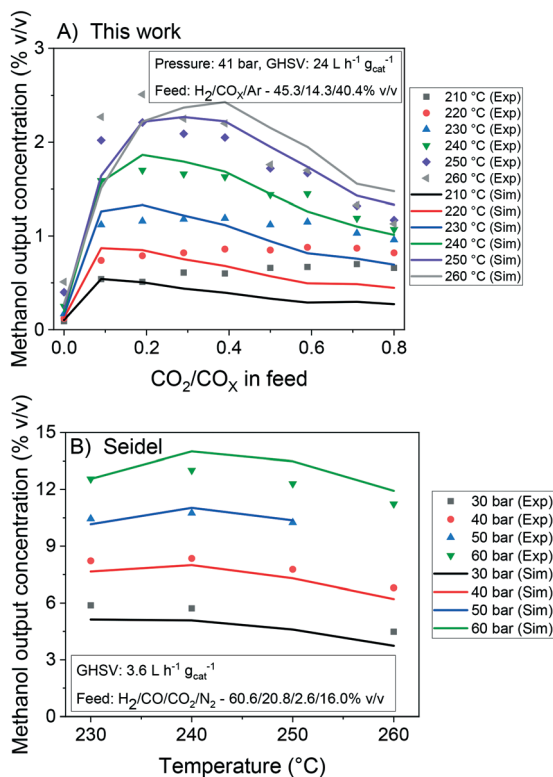 A) This work
Pressure: 41 bar, GHSV: 24 L h⁻¹ g_cat⁻¹
Feed: H₂/CO_X/Ar - 45.3/14.3/40.4% v/v
Methanol output concentration (% v/v)
3
2
1
0
0.0 0.2 0.4 0.6 0.8
CO₂/CO_X in feed
210 °C (Exp)
220 °C (Exp)
230 °C (Exp)
240 °C (Exp)
250 °C (Exp)
260 °C (Exp)
210 °C (Sim)
220 °C (Sim)
230 °C (Sim)
240 °C (Sim)
250 °C (Sim)
260 °C (Sim)
B) Seidel
Methanol output concentration (% v/v)
15
12
9
6
3
0
GHSV: 3.6 L h⁻¹ g_cat⁻¹
Feed: H₂/CO/CO₂/N₂ - 60.6/20.8/2.6/16.0% v/v
230 240 250 260
Temperature (°C)
30 bar (Exp)
40 bar (Exp)
50 bar (Exp)
60 bar (Exp)
30 bar (Sim)
40 bar (Sim)
50 bar (Sim)
60 bar (Sim)